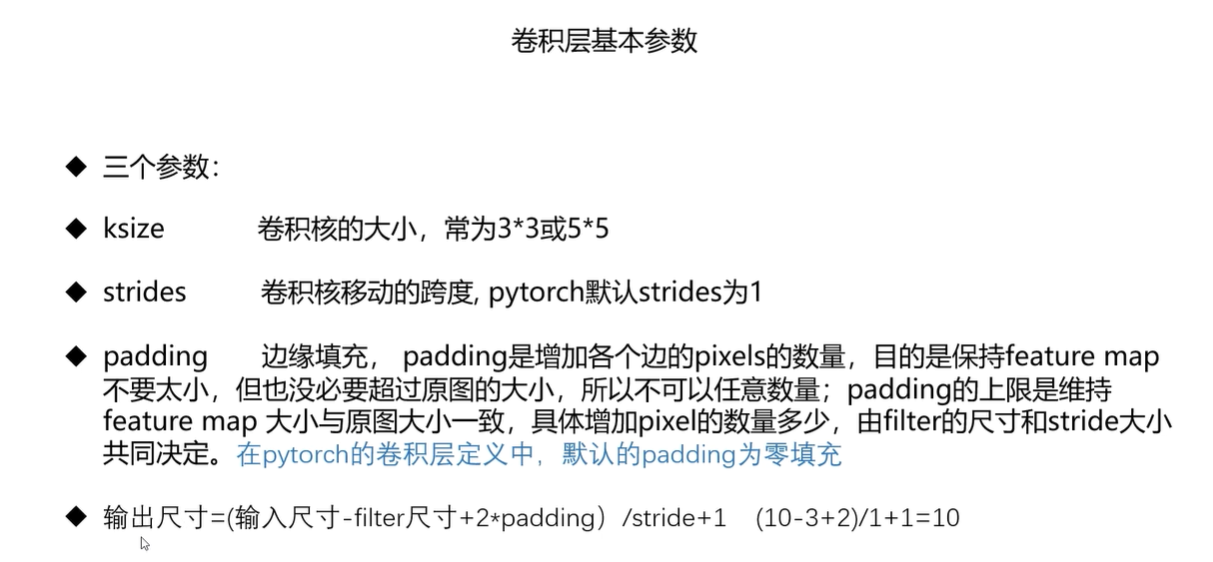 卷积层基本参数
◆ 三个参数：
◆ ksize 卷积核的大小，常为3*3或5*5
◆ strides 卷积核移动的跨度, pytorch默认strides为1
◆ padding 边缘填充， padding是增加各个边的pixels的数量，目的是保持feature map
不要太小，但也没必要超过原图的大小，所以不可以任意数量；padding的上限是维持
feature map 大小与原图大小一致，具体增加pixel的数量多少，由filter的尺寸和stride大小
共同决定。在pytorch的卷积层定义中，默认的padding为零填充
◆ 输出尺寸=(输入尺寸-filter尺寸+2*padding）/stride+1 (10-3+2)/1+1=10